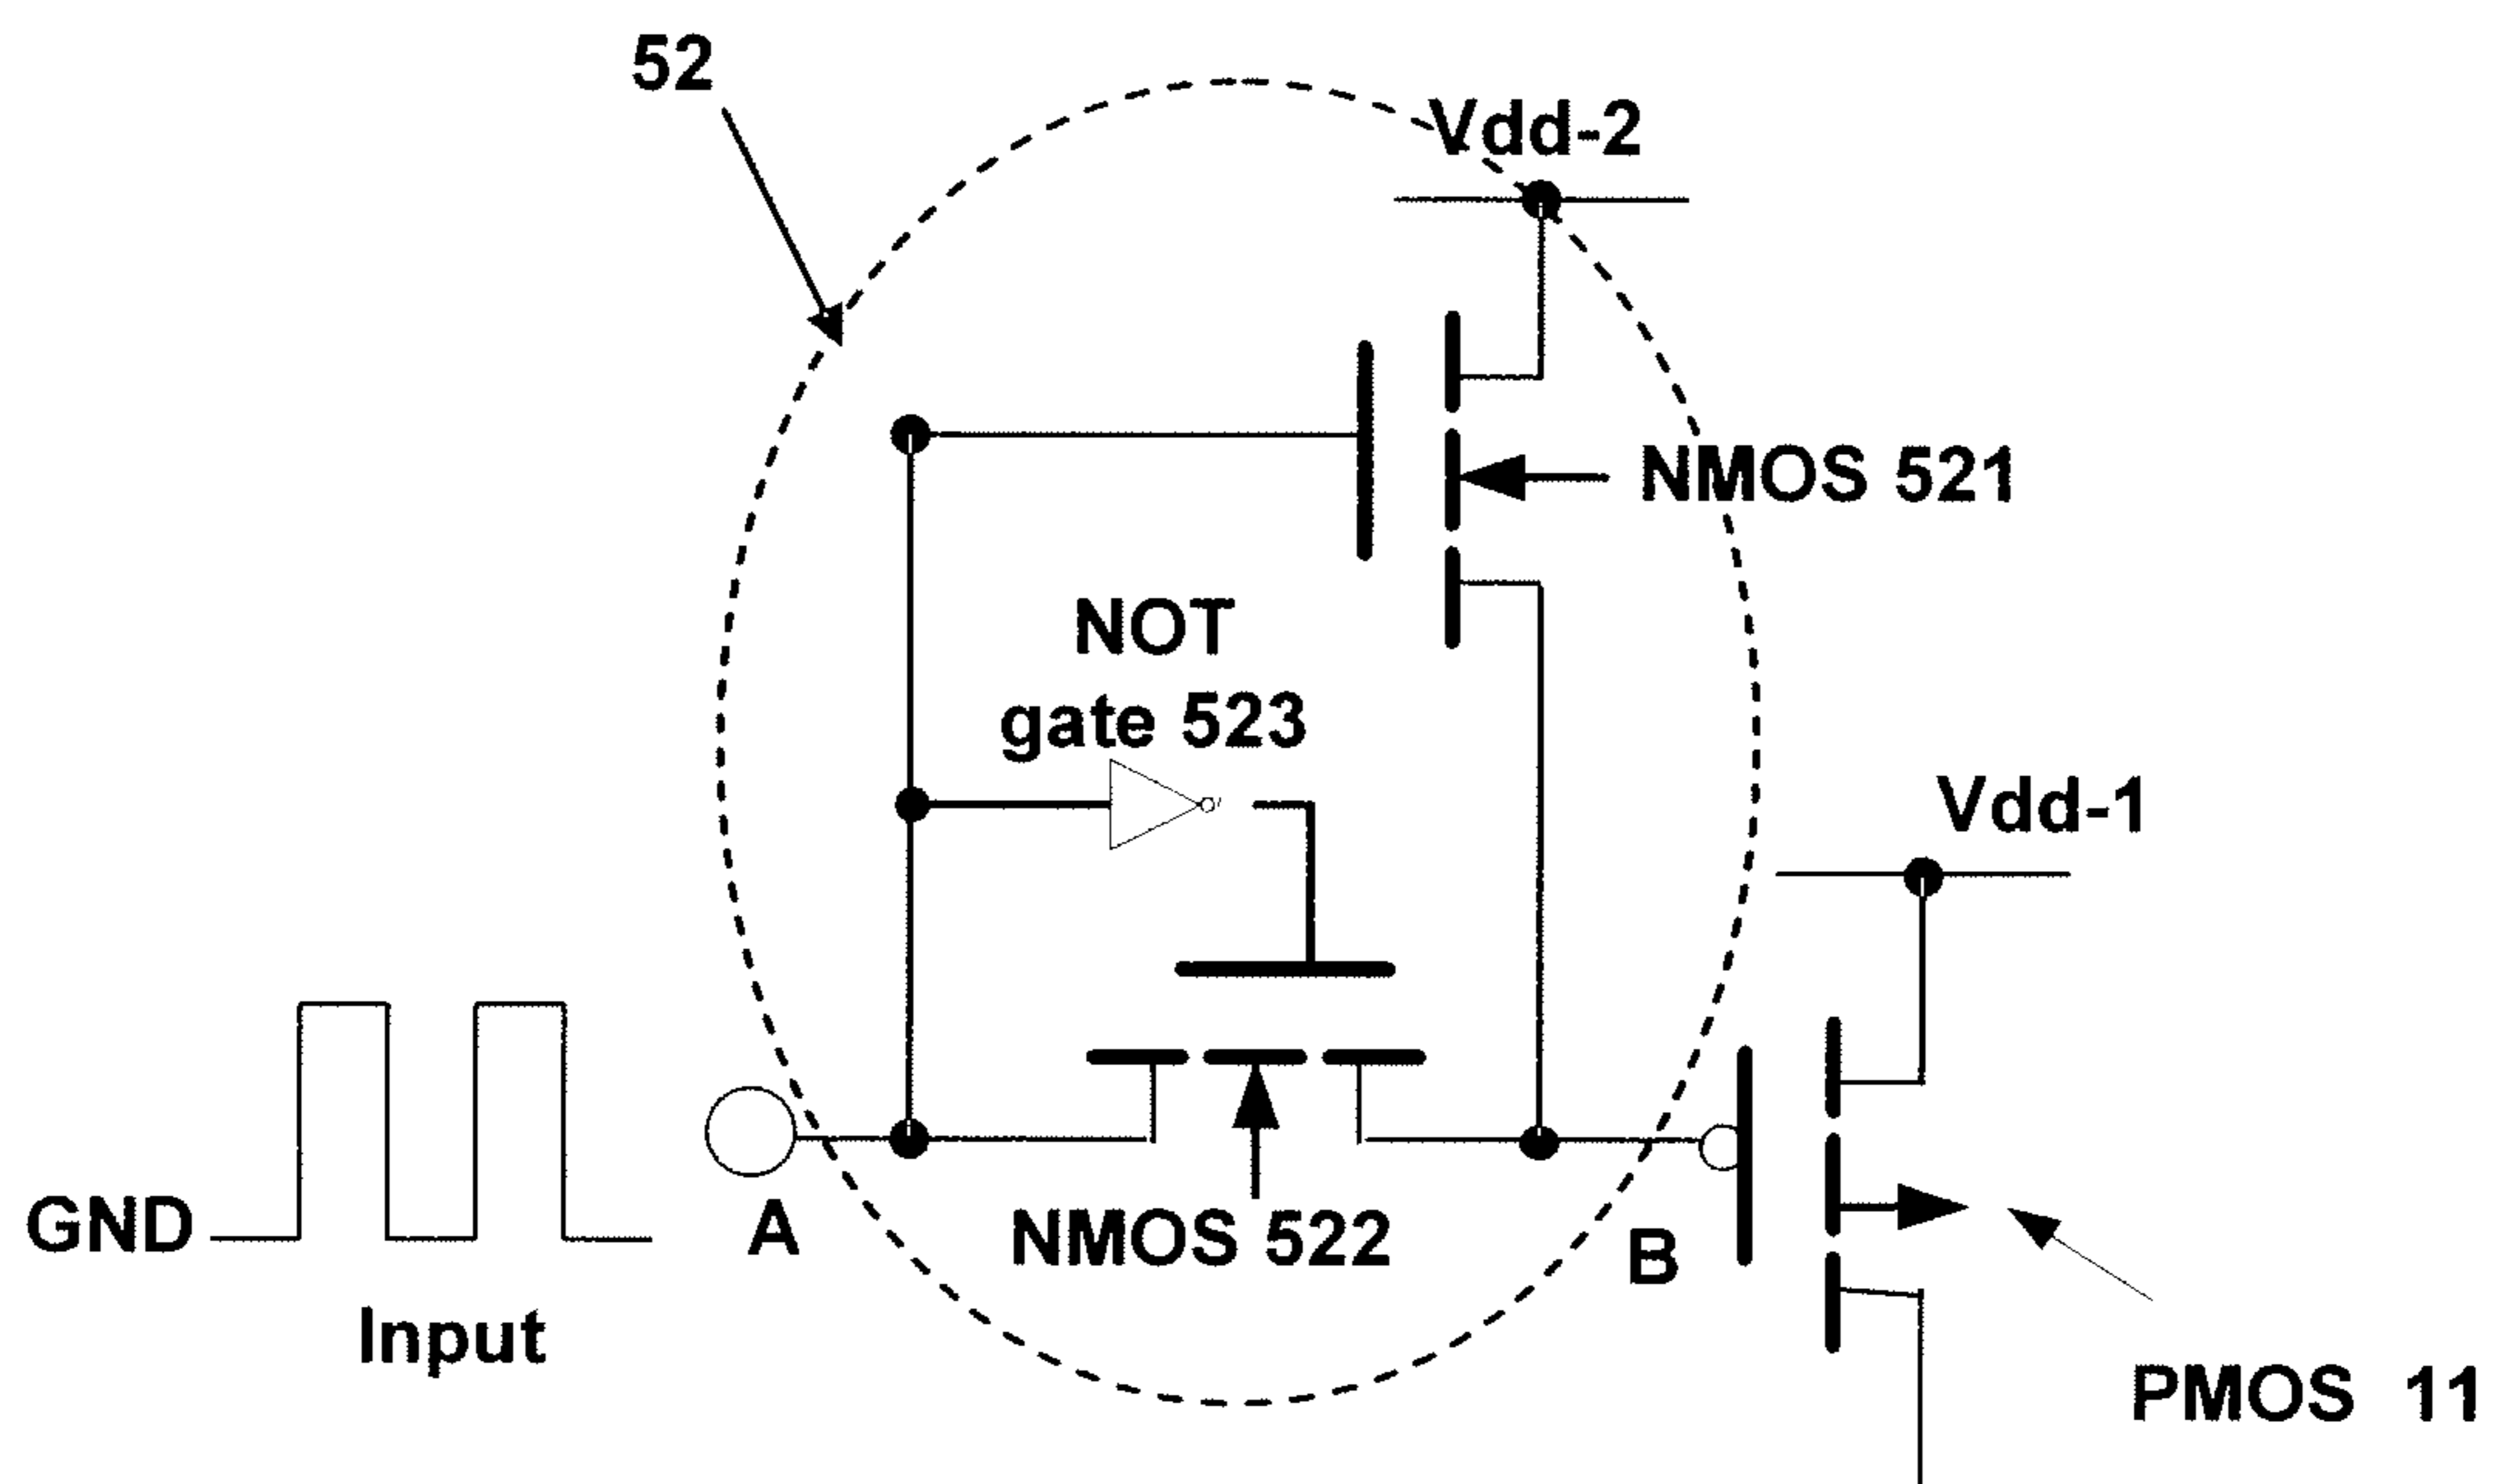 52
Vdd-2
NMOS 521
NOT
gate 523
Vdd-1
GND
A
NMOS 522
B
Input
PMOS 11